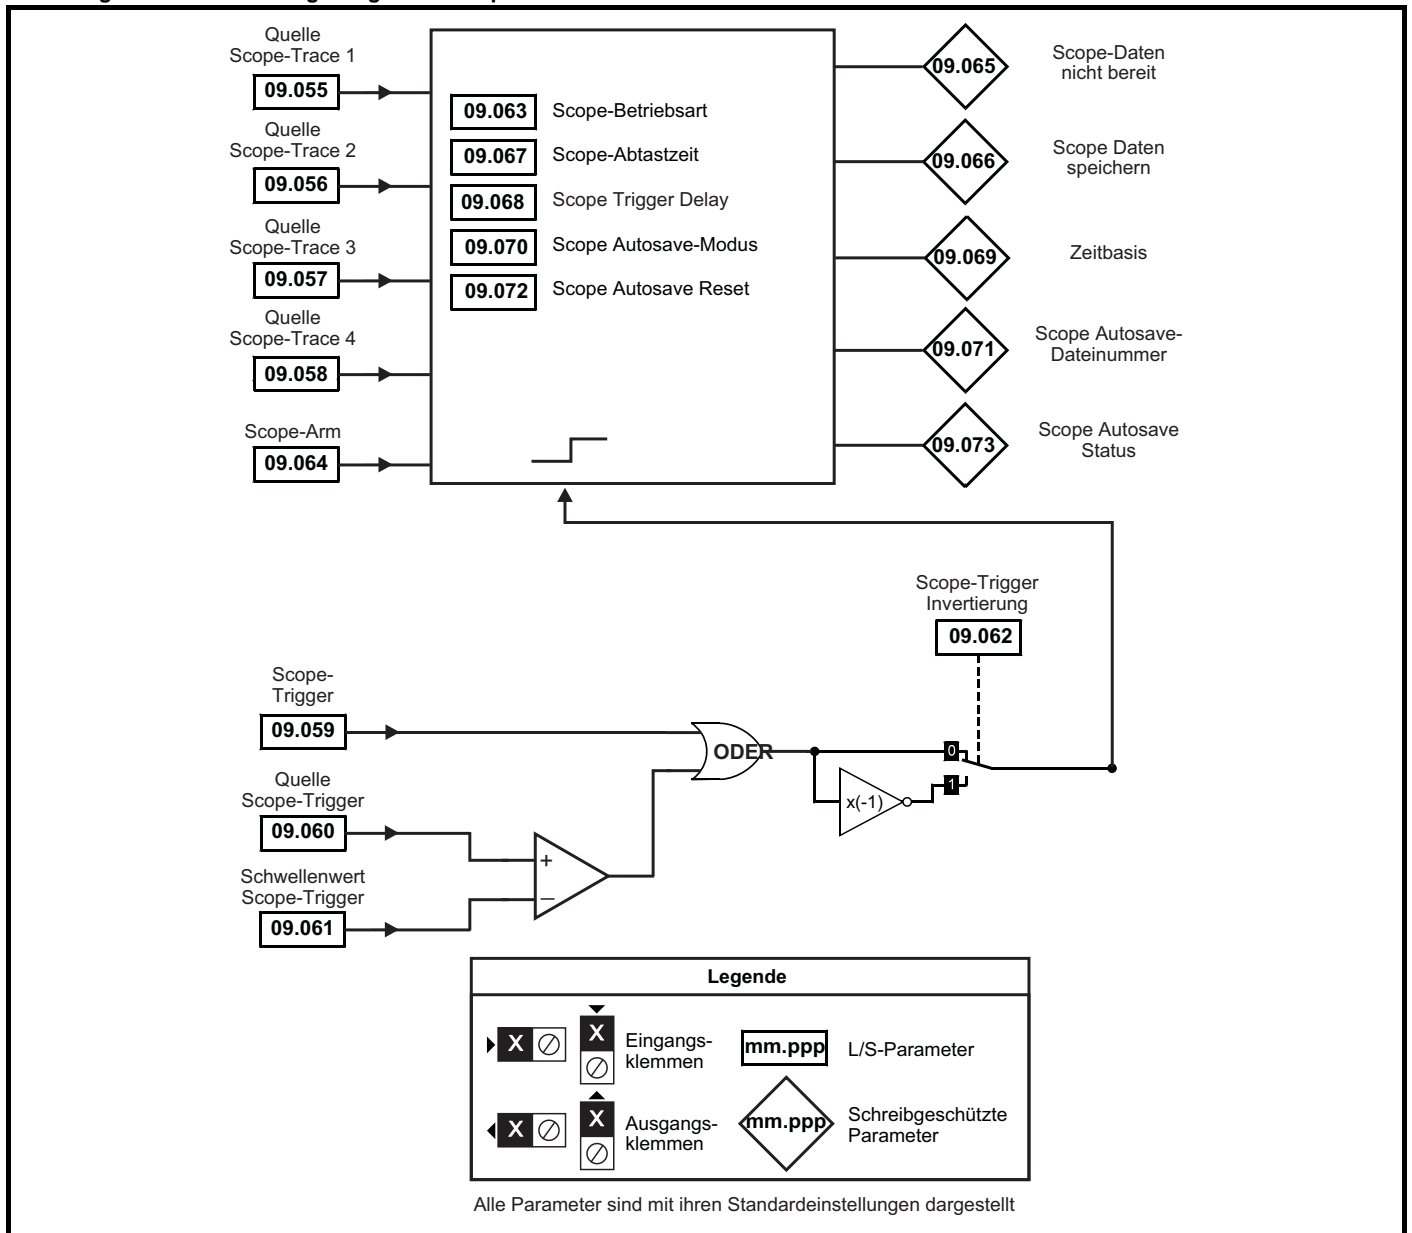 Quelle
Scope-Trace 1
09.055
Quelle
Scope-Trace 2
09.056
Quelle
Scope-Trace 3
09.057
Quelle
Scope-Trace 4
09.058
Scope-Arm
09.064
09.063 Scope-Betriebsart
09.067 Scope-Abtastzeit
09.068 Scope Trigger Delay
09.070 Scope Autosave-Modus
09.072 Scope Autosave Reset
09.065
Scope-Daten
nicht bereit
09.066
Scope Daten
speichern
09.069
Zeitbasis
09.071
Scope Autosave-
Dateinummer
09.073
Scope Autosave
Status
Scope-Trigger
Invertierung
09.062
Scope-
Trigger
09.059
Quelle
Scope-Trigger
09.060
Schwellenwert
Scope-Trigger
09.061
+
−
ODER
x(-1)
0
1
Legende
X
X
Eingangs-
klemmen
mm.ppp
L/S-Parameter
X
X
Ausgangs-
klemmen
mm.ppp
Schreibgeschützte
Parameter
Alle Parameter sind mit ihren Standardeinstellungen dargestellt